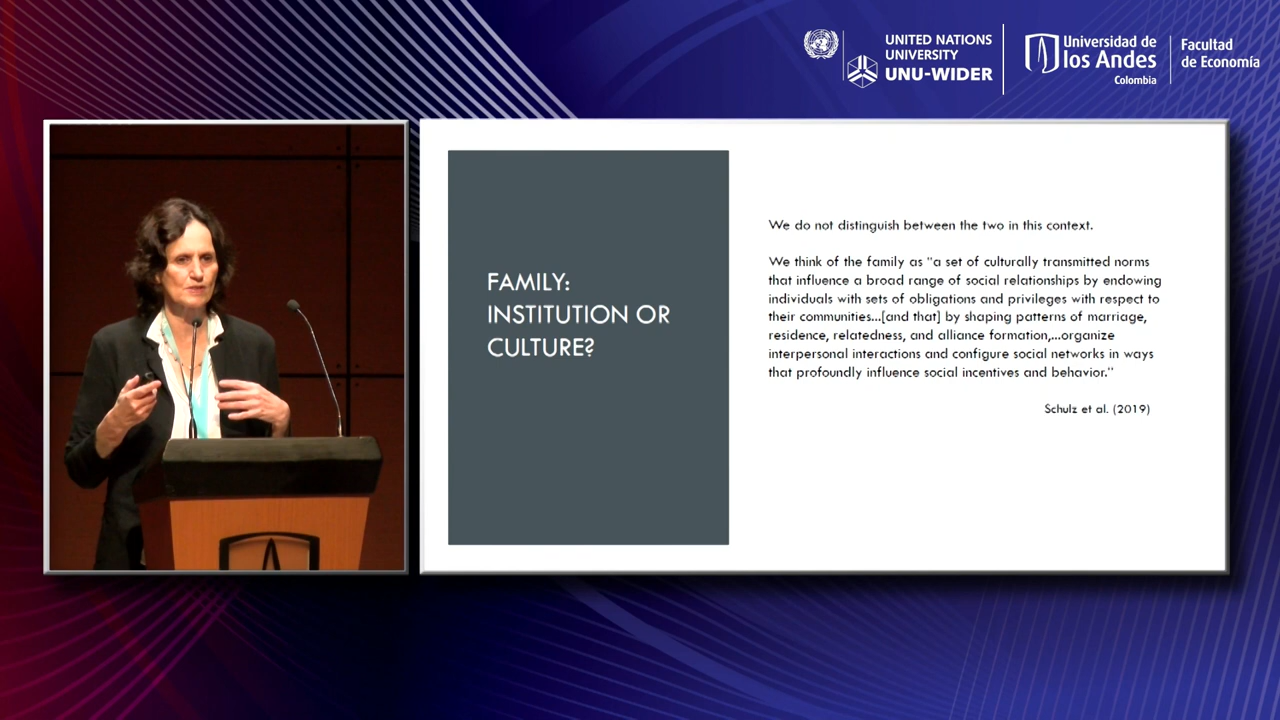 UNITED NATIONS
UNIVERSITY
UNU-WIDER
Universidad de
los Andes
Colombia
Facultad
de Economía
FAMILY:
INSTITUTION OR
CULTURE?
We do not distinguish between the two in this context.
We think of the family as "a set of culturally transmitted norms
that influence a broad range of social relationships by endowing
individuals with sets of obligations and privileges with respect to
their communities...[and that] by shaping patterns of marriage,
residence, relatedness, and alliance formation,...organize
interpersonal interactions and configure social networks in ways
that profoundly influence social incentives and behavior."
Schulz et al. (2019)